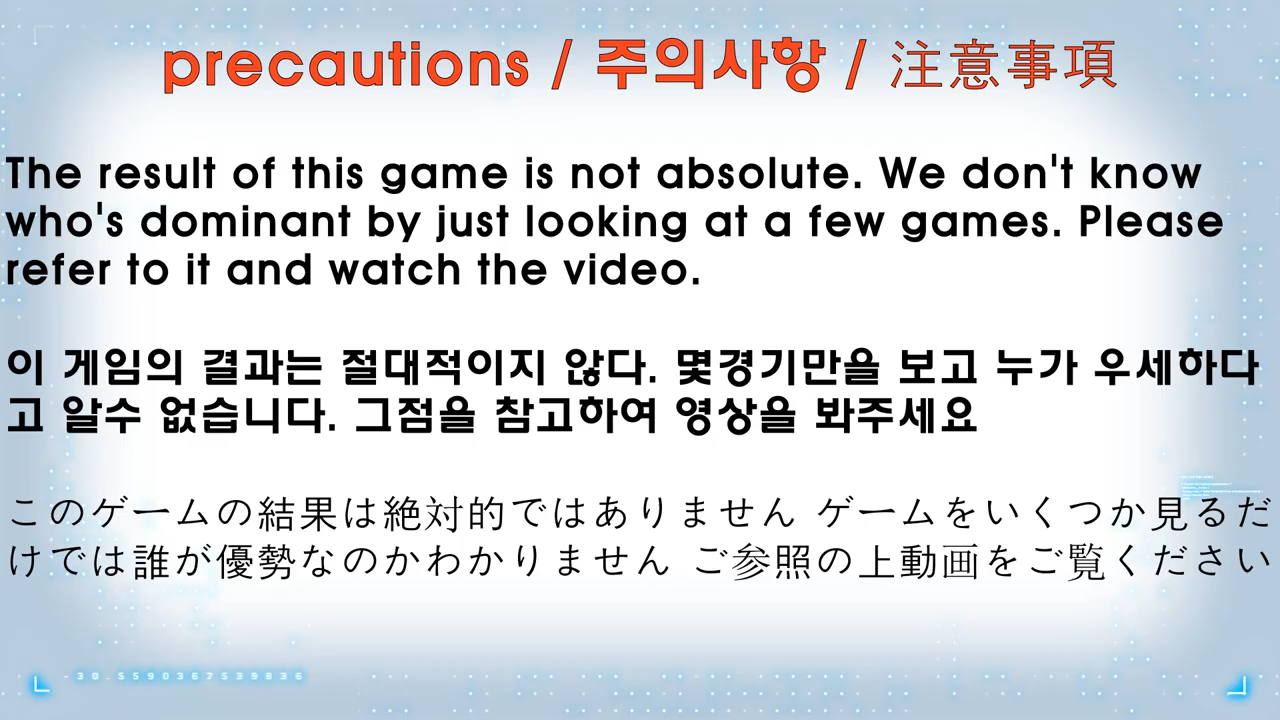 precautions / 주의사항 / 注意事項
The result of this game is not absolute. We don't know
who's dominant by just looking at a few games. Please
refer to it and watch the video.
이 게임의 결과는 절대적이지 않다. 몇경기만을 보고 누가 우세하다
고 알수 없습니다. 그점을 참고하여 영상을 봐주세요
このゲームの結果は絶対的ではありません ゲームをいくつか見るだ
けでは誰が優勢なのかわかりません ご参照の上動画をご覧ください
-30.5590367539836